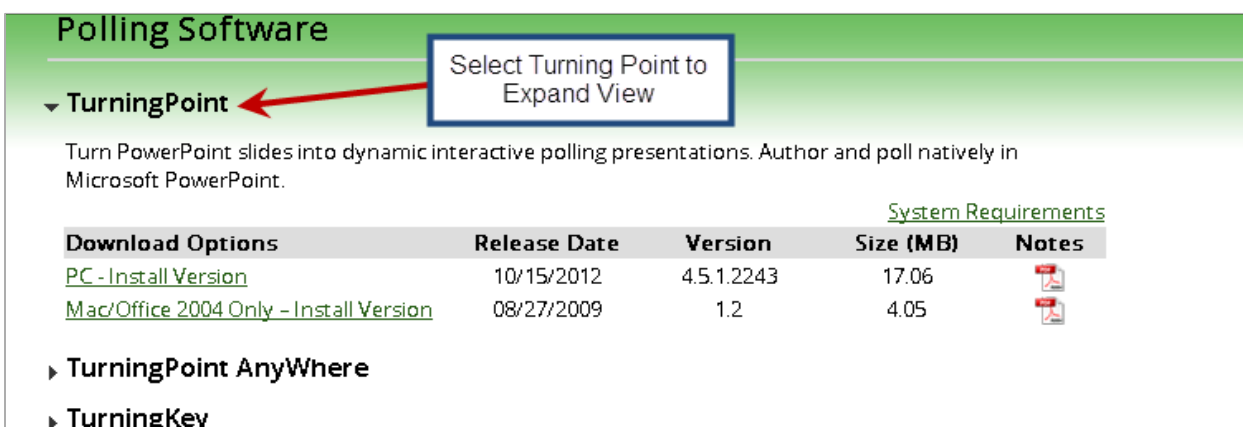 Polling Software
Select Turning Point to
Expand View
TurningPoint
Turn PowerPoint slides into dynamic interactive polling presentations. Author and poll natively in
Microsoft PowerPoint.
System Requirements
Download Options Release Date Version Size (MB) Notes
PC - Install Version 10/15/2012 4.5.1.2243 17.06
Mac/Office 2004 Only – Install Version 08/27/2009 1.2 4.05
TurningPoint AnyWhere
TurningKey